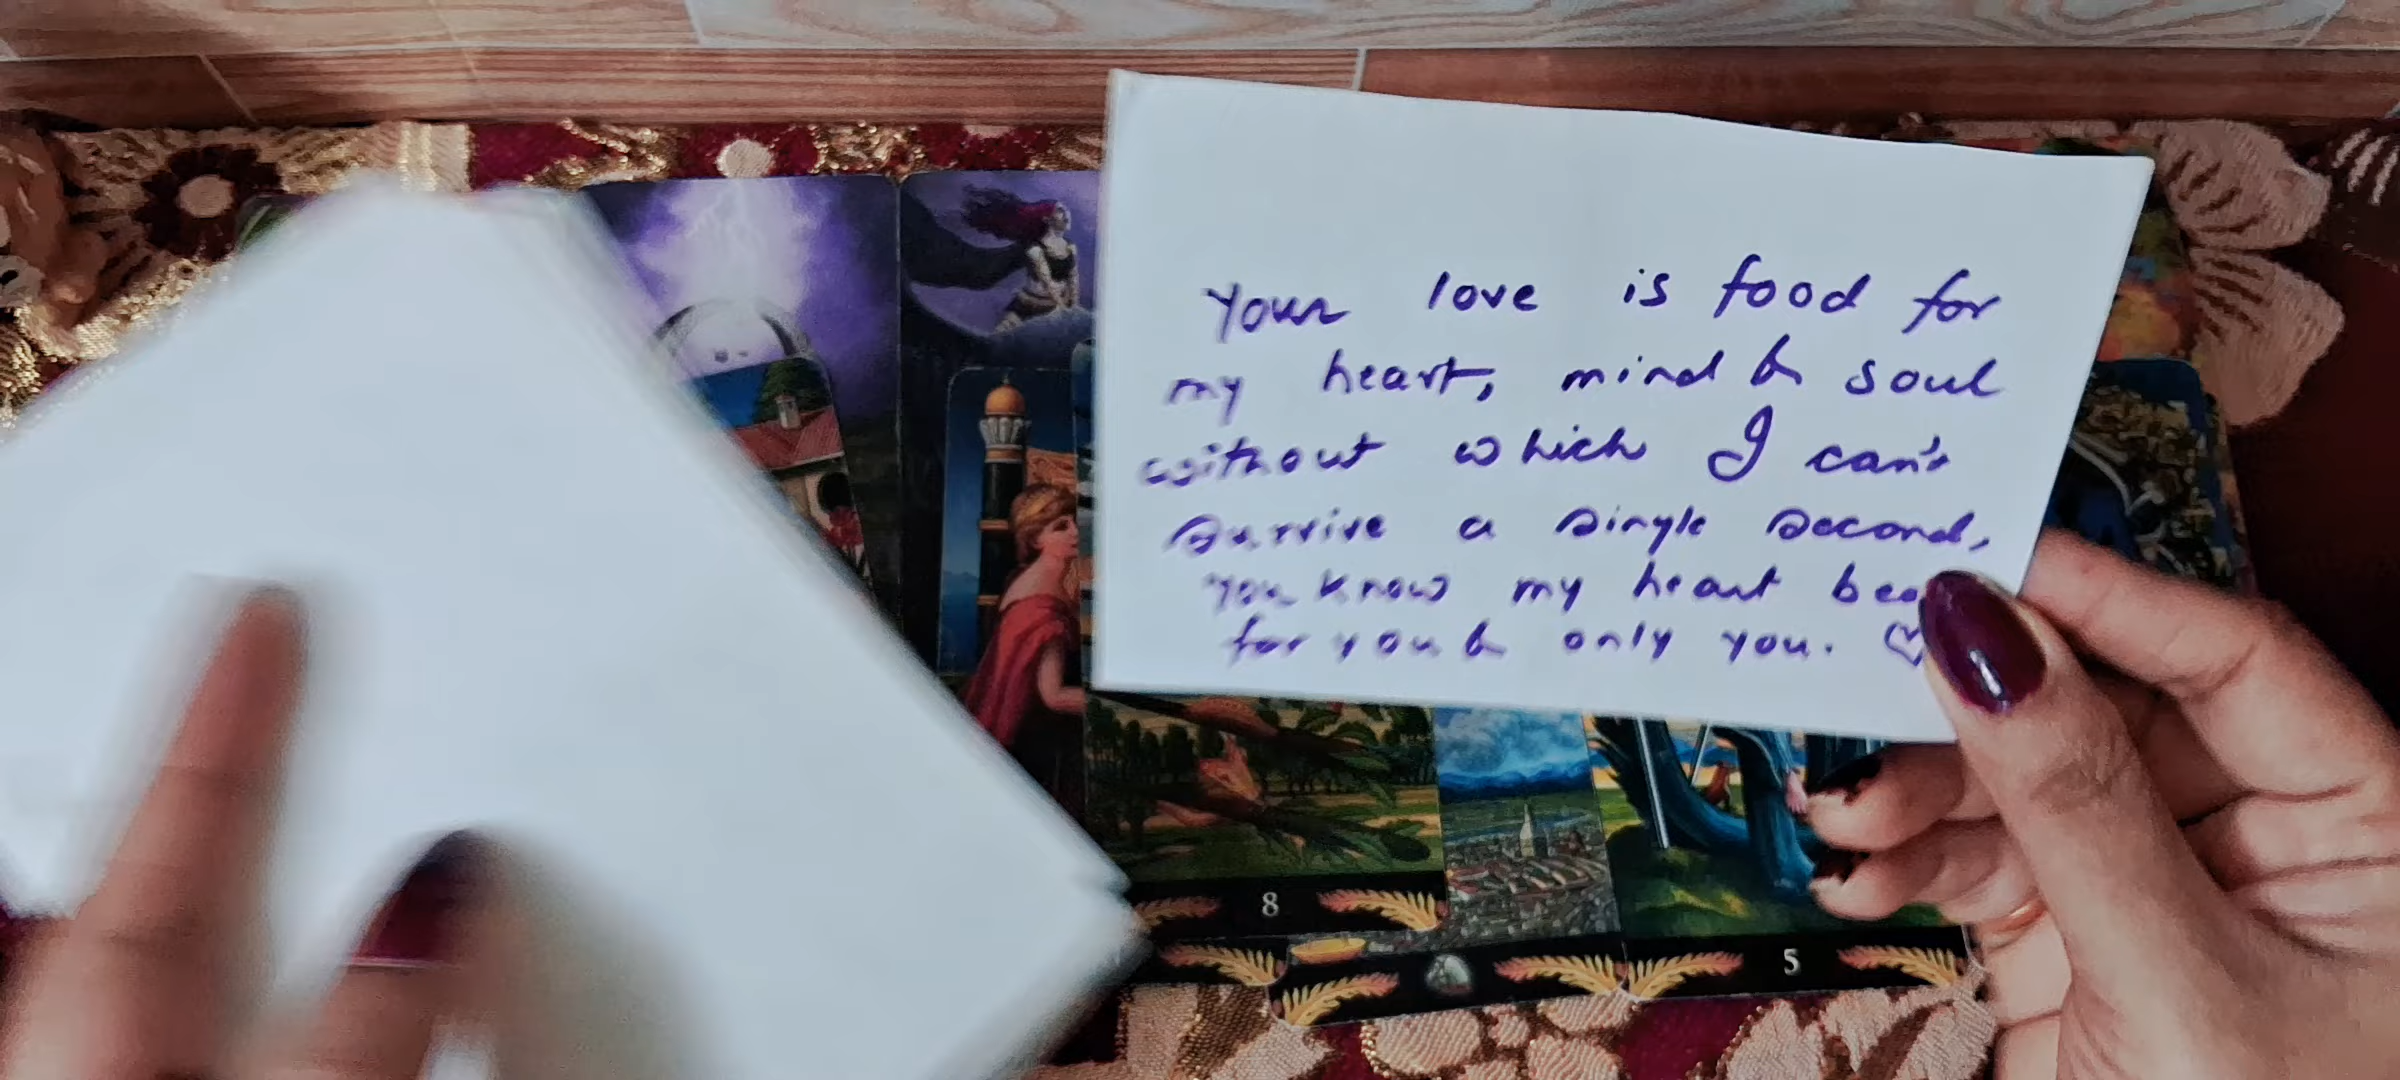 Your love is food for
my heart, mind & soul
without which I can't
survive a single second,
You know my heart bea
for you & only you. ♡
8
5